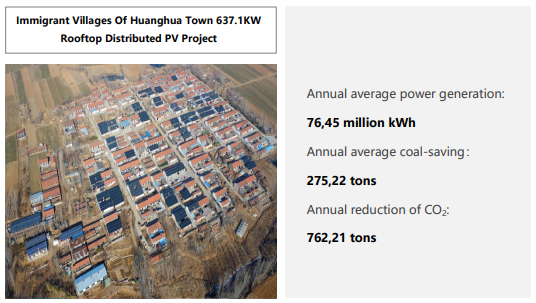 Immigrant Villages Of Huanghua Town 637.1KW
Rooftop Distributed PV Project
Annual average power generation:
76,45 million kWh
Annual average coal-saving:
275,22 tons
Annual reduction of CO₂:
762,21 tons